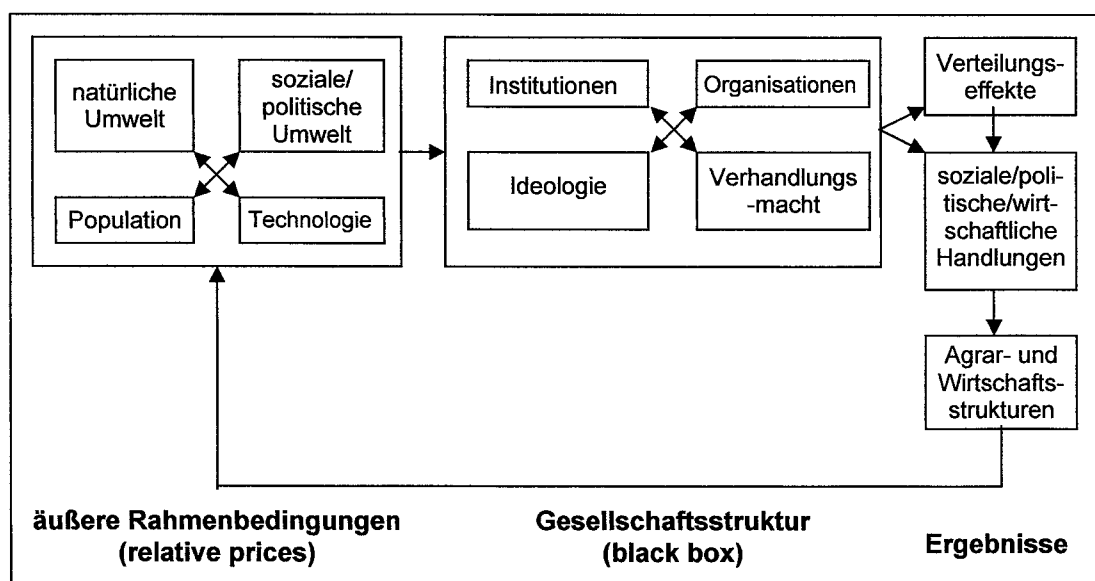 natürliche
Umwelt
soziale/
politische
Umwelt
Population
Technologie
Institutionen
Organisationen
Ideologie
Verhandlungs
-macht
Verteilungs-
effekte
soziale/poli-
tische/wirt-
schaftliche
Handlungen
Agrar- und
Wirtschafts-
strukturen
äußere Rahmenbedingungen
(relative prices)
Gesellschaftsstruktur
(black box)
Ergebnisse